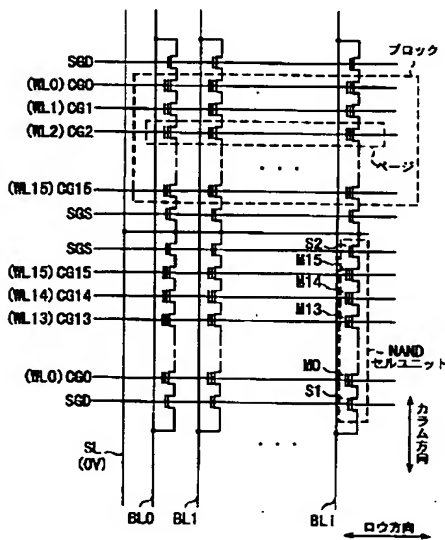 ブロック
SGD
(WL0) CG0
(WL1) CG1
(WL2) CG2
ページ
(WL15) CG15
SGS
SGS
S2
(WL15) CG15
M15
(WL14) CG14
M14
(WL13) CG13
M13
NAND
セルユニット
(WL0) CG0
M0
SGD
S1
カラム方向
SL
(0V)
BL0
BL1
BLi
ロウ方向